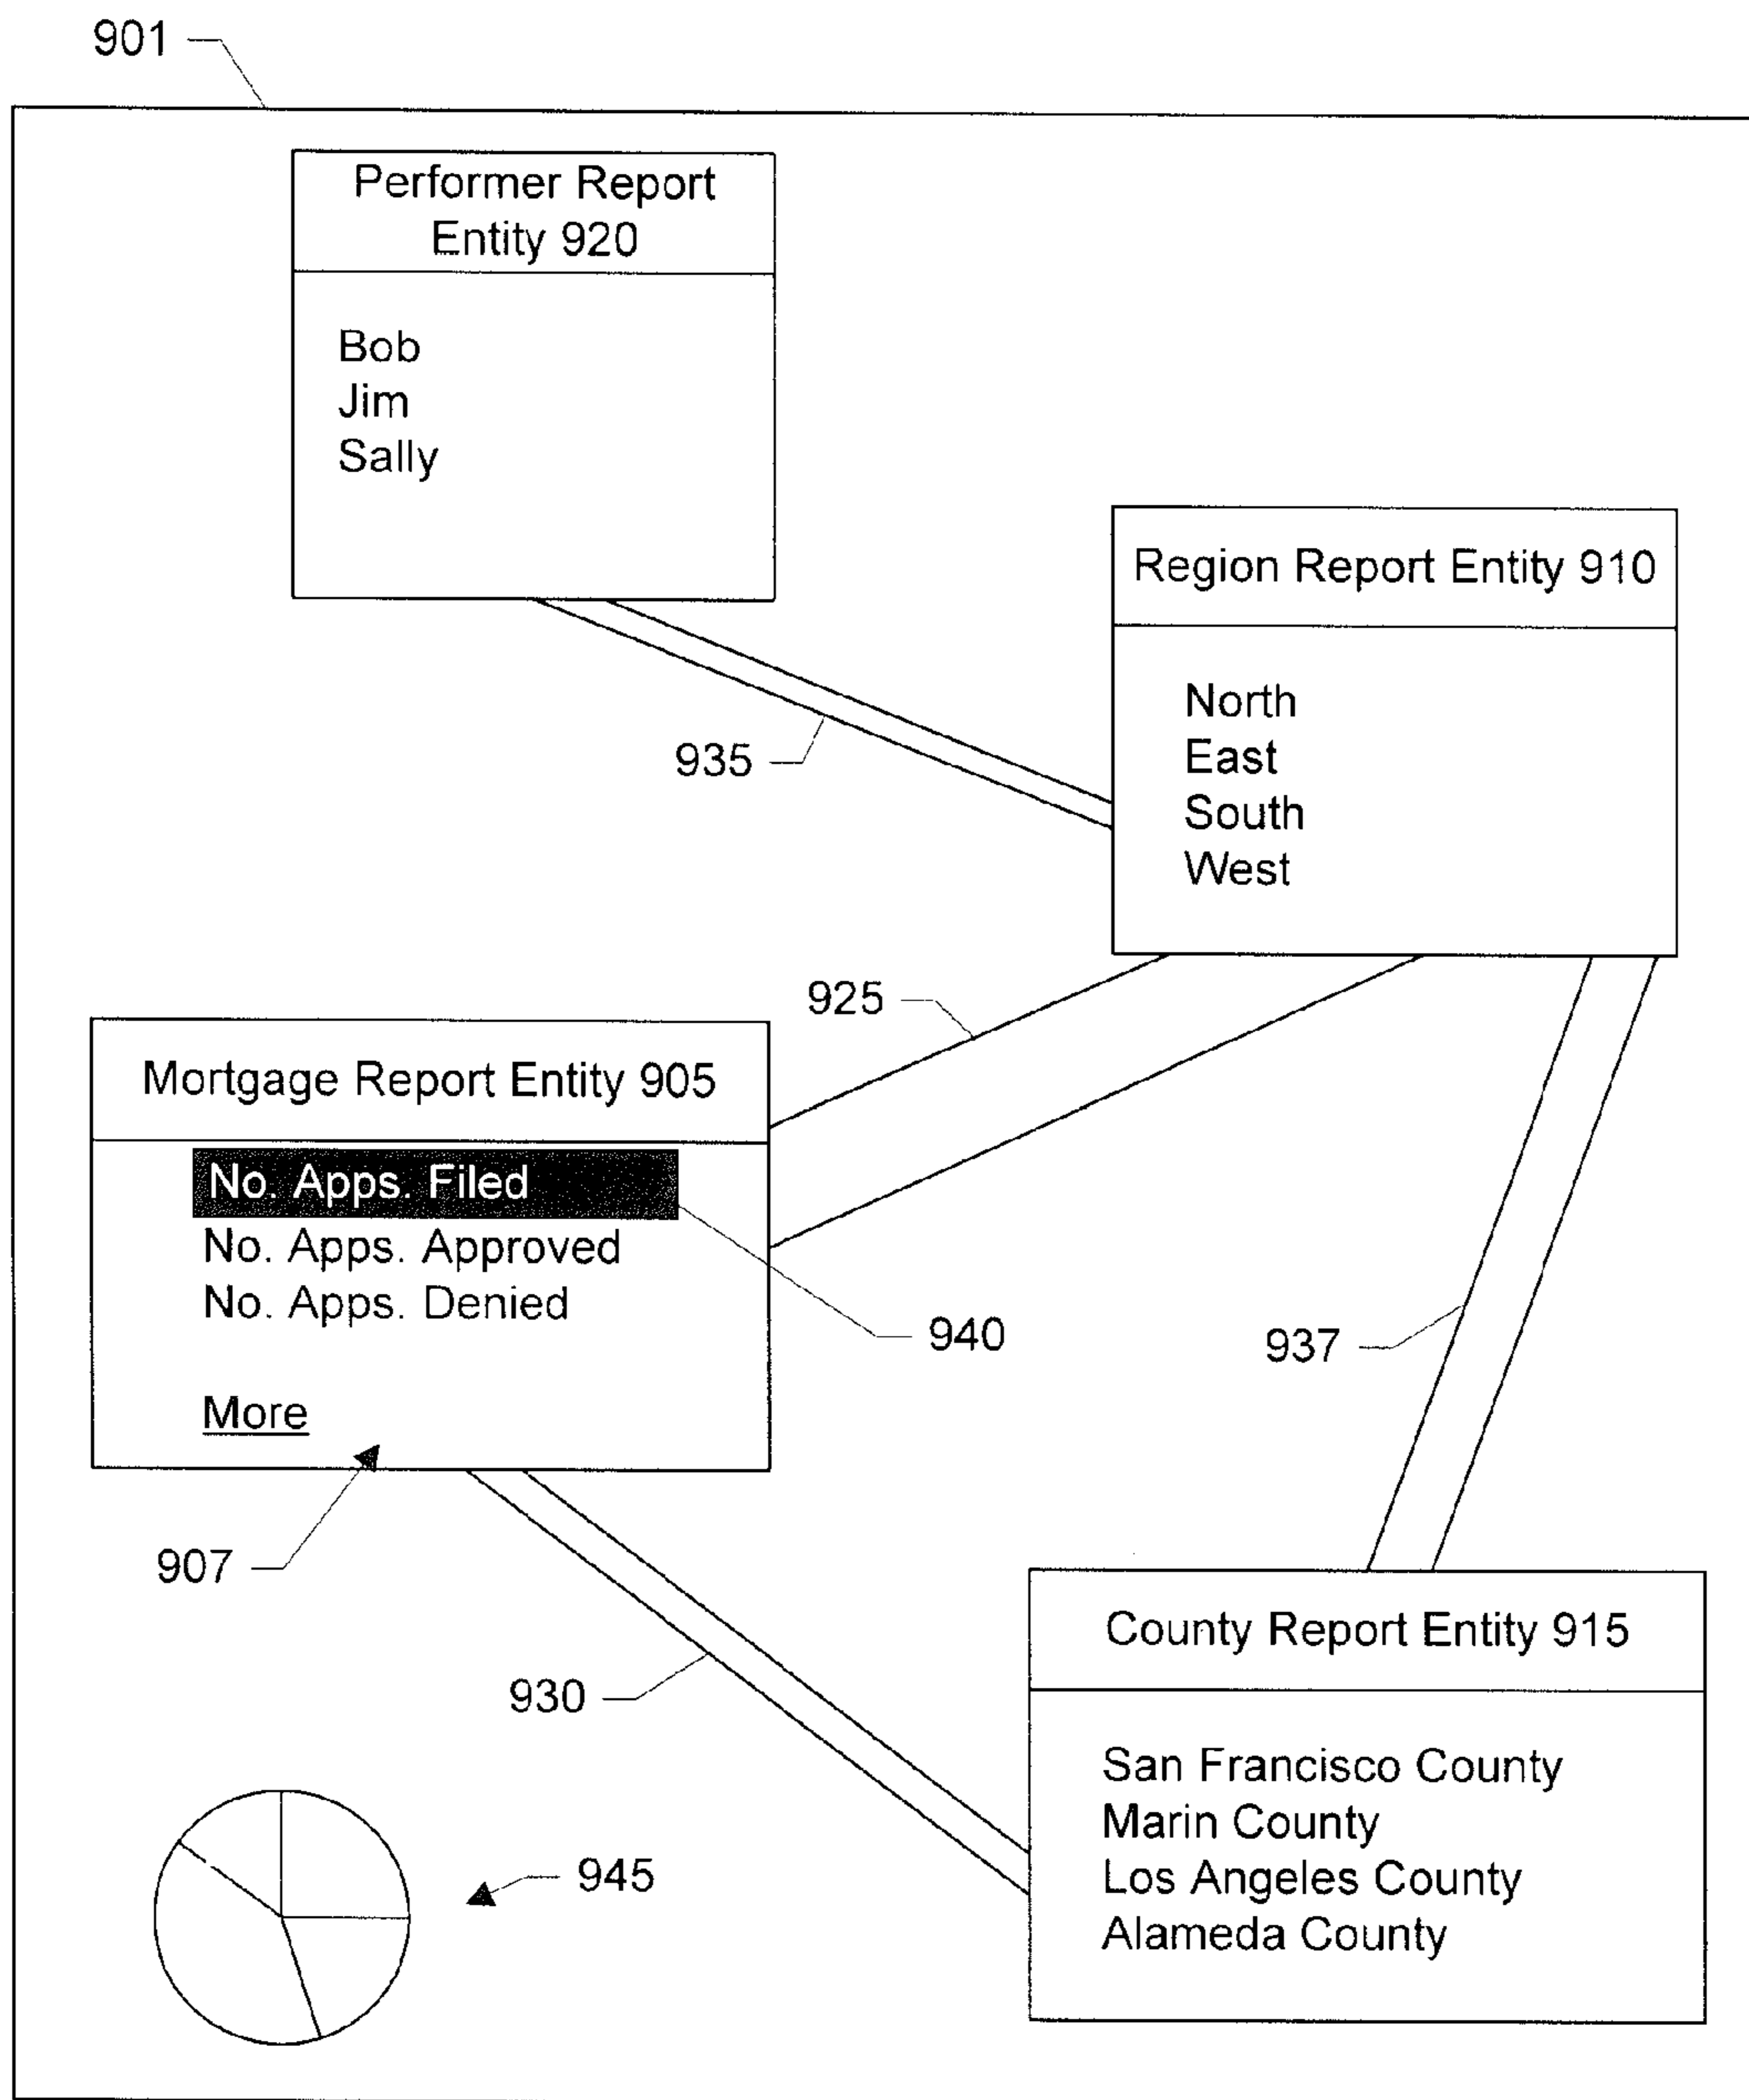 901
Performer Report
Entity 920
Bob
Jim
Sally
Region Report Entity 910
North
East
South
West
935
925
Mortgage Report Entity 905
No. Apps. Filed
No. Apps. Approved
No. Apps. Denied
More
940
937
907
County Report Entity 915
San Francisco County
Marin County
Los Angeles County
Alameda County
930
945